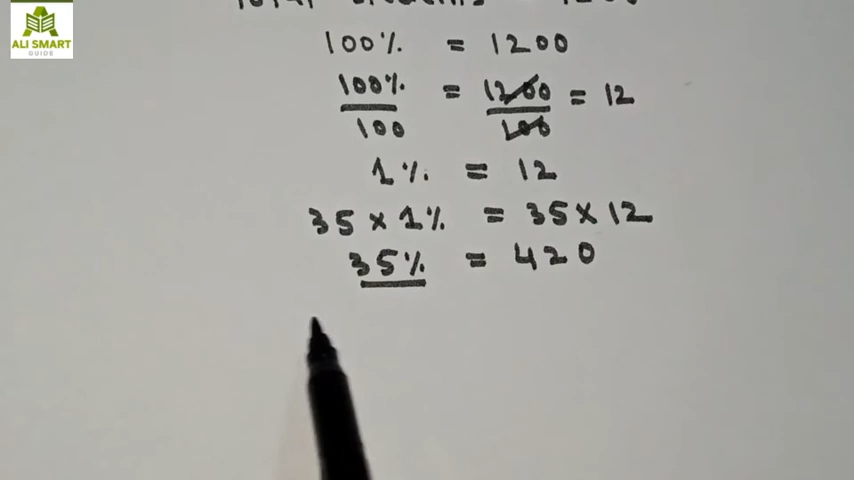 ALI SMART
GUIDE
100% = 1200
100% / 100 = 1200 / 100 = 12
1% = 12
35 × 1% = 35 × 12
35% = 420